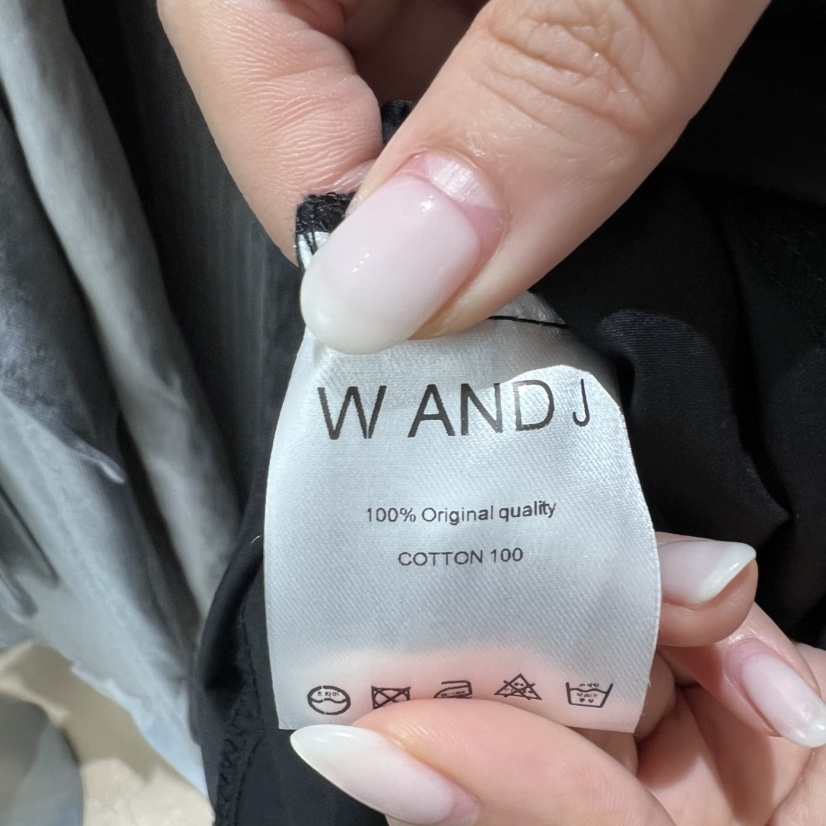 W AND J
100% Original quality
COTTON 100